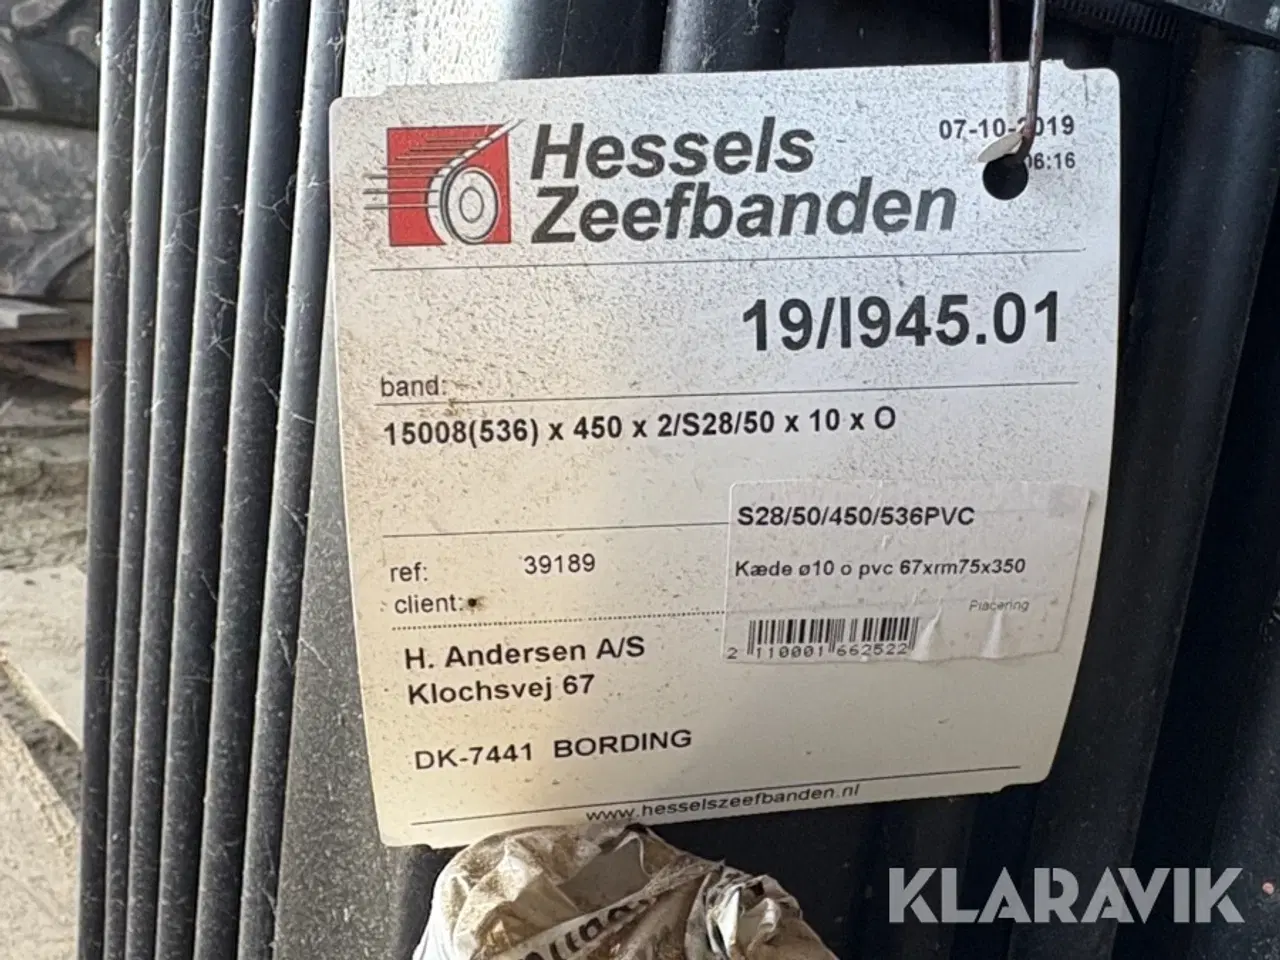 Hessels
Zeefbanden
07-10-2019
06:16
19/I945.01
band:
15008(536) x 450 x 2/S28/50 x 10 x O
S28/50/450/536PVC
Kæde ø10 o pvc 67xrm75x350
Placering
2 110001 662522
ref: 39189
client:
H. Andersen A/S
Klochsvej 67
DK-7441 BORDING
www.hesselszeefbanden.nl
KLARAVIK